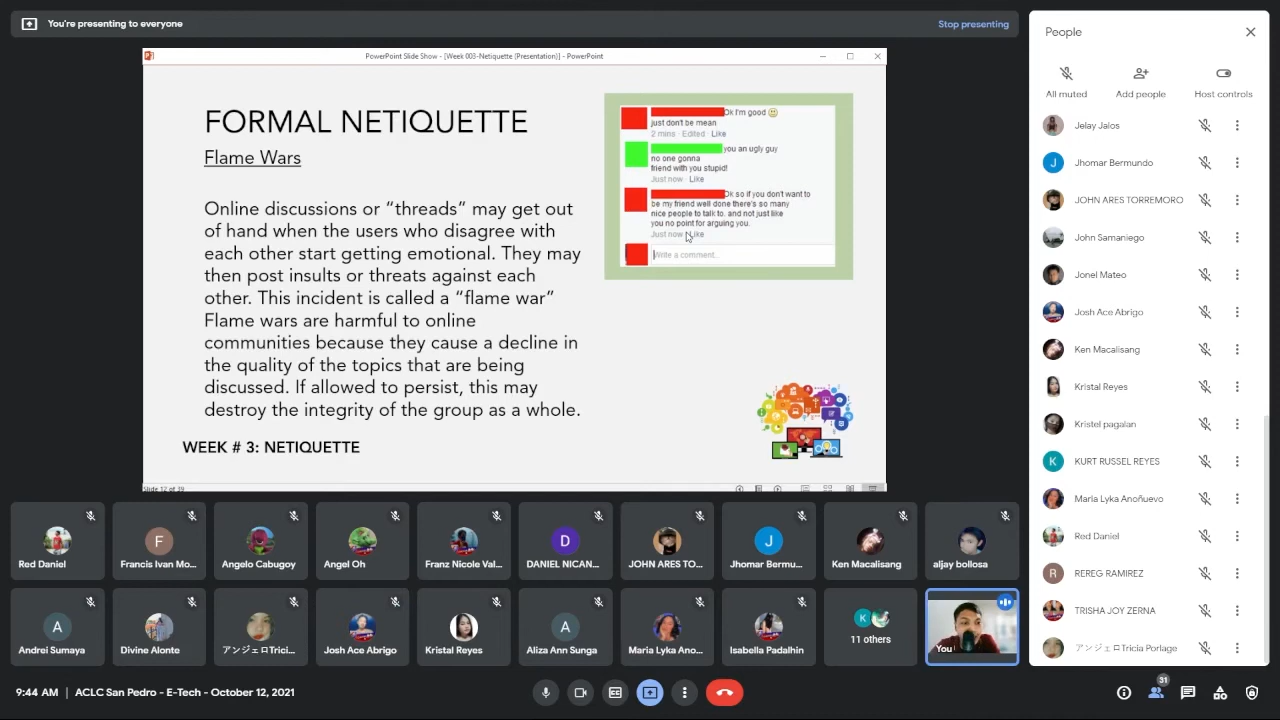 You're presenting to everyone
Stop presenting
PowerPoint Slide Show - [Week 003-Netiquette (Presentation)] - PowerPoint
FORMAL NETIQUETTE
Flame Wars
Online discussions or “threads” may get out
of hand when the users who disagree with
each other start getting emotional. They may
then post insults or threats against each
other. This incident is called a “flame war”
Flame wars are harmful to online
communities because they cause a decline in
the quality of the topics that are being
discussed. If allowed to persist, this may
destroy the integrity of the group as a whole.
WEEK # 3: NETIQUETTE
Ok I'm good
just don't be mean
2 mins · Edited · Like
you an ugly guy
no one gonna
friend with you stupid!
Just now · Like
Ok so if you don't want to
be my friend well done there's so many
nice people to talk to. and not just like
you no point for arguing you.
Just now · Like
Write a comment...
Slide 12 of 39
Red Daniel
Francis Ivan Mo...
Angelo Cabugoy
Angel Oh
Franz Nicole Val...
DANIEL NICAN...
JOHN ARES TO...
Jhomar Bermu...
Ken Macalisang
aljay bollosa
Andrei Sumaya
Divine Alonte
アンジェロTrici...
Josh Ace Abrigo
Kristal Reyes
Aliza Ann Sunga
Maria Lyka Ano...
Isabella Padalhin
11 others
You
9:44 AM | ACLC San Pedro - E-Tech - October 12, 2021
People
All muted
Add people
Host controls
Jelay Jalos
Jhomar Bermundo
JOHN ARES TORREMORO
John Samaniego
Jonel Mateo
Josh Ace Abrigo
Ken Macalisang
Kristal Reyes
Kristel pagalan
KURT RUSSEL REYES
Maria Lyka Anoñuevo
Red Daniel
REREG RAMIREZ
TRISHA JOY ZERNA
アンジェロTricia Porlage
31